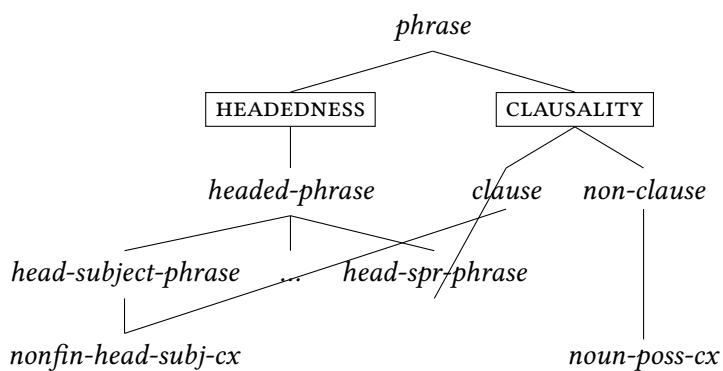 phrase
HEADEDNESS CLAUSALITY
headed-phrase clause non-clause
head-subject-phrase ... head-spr-phrase
nonfin-head-subj-cx noun-poss-cx